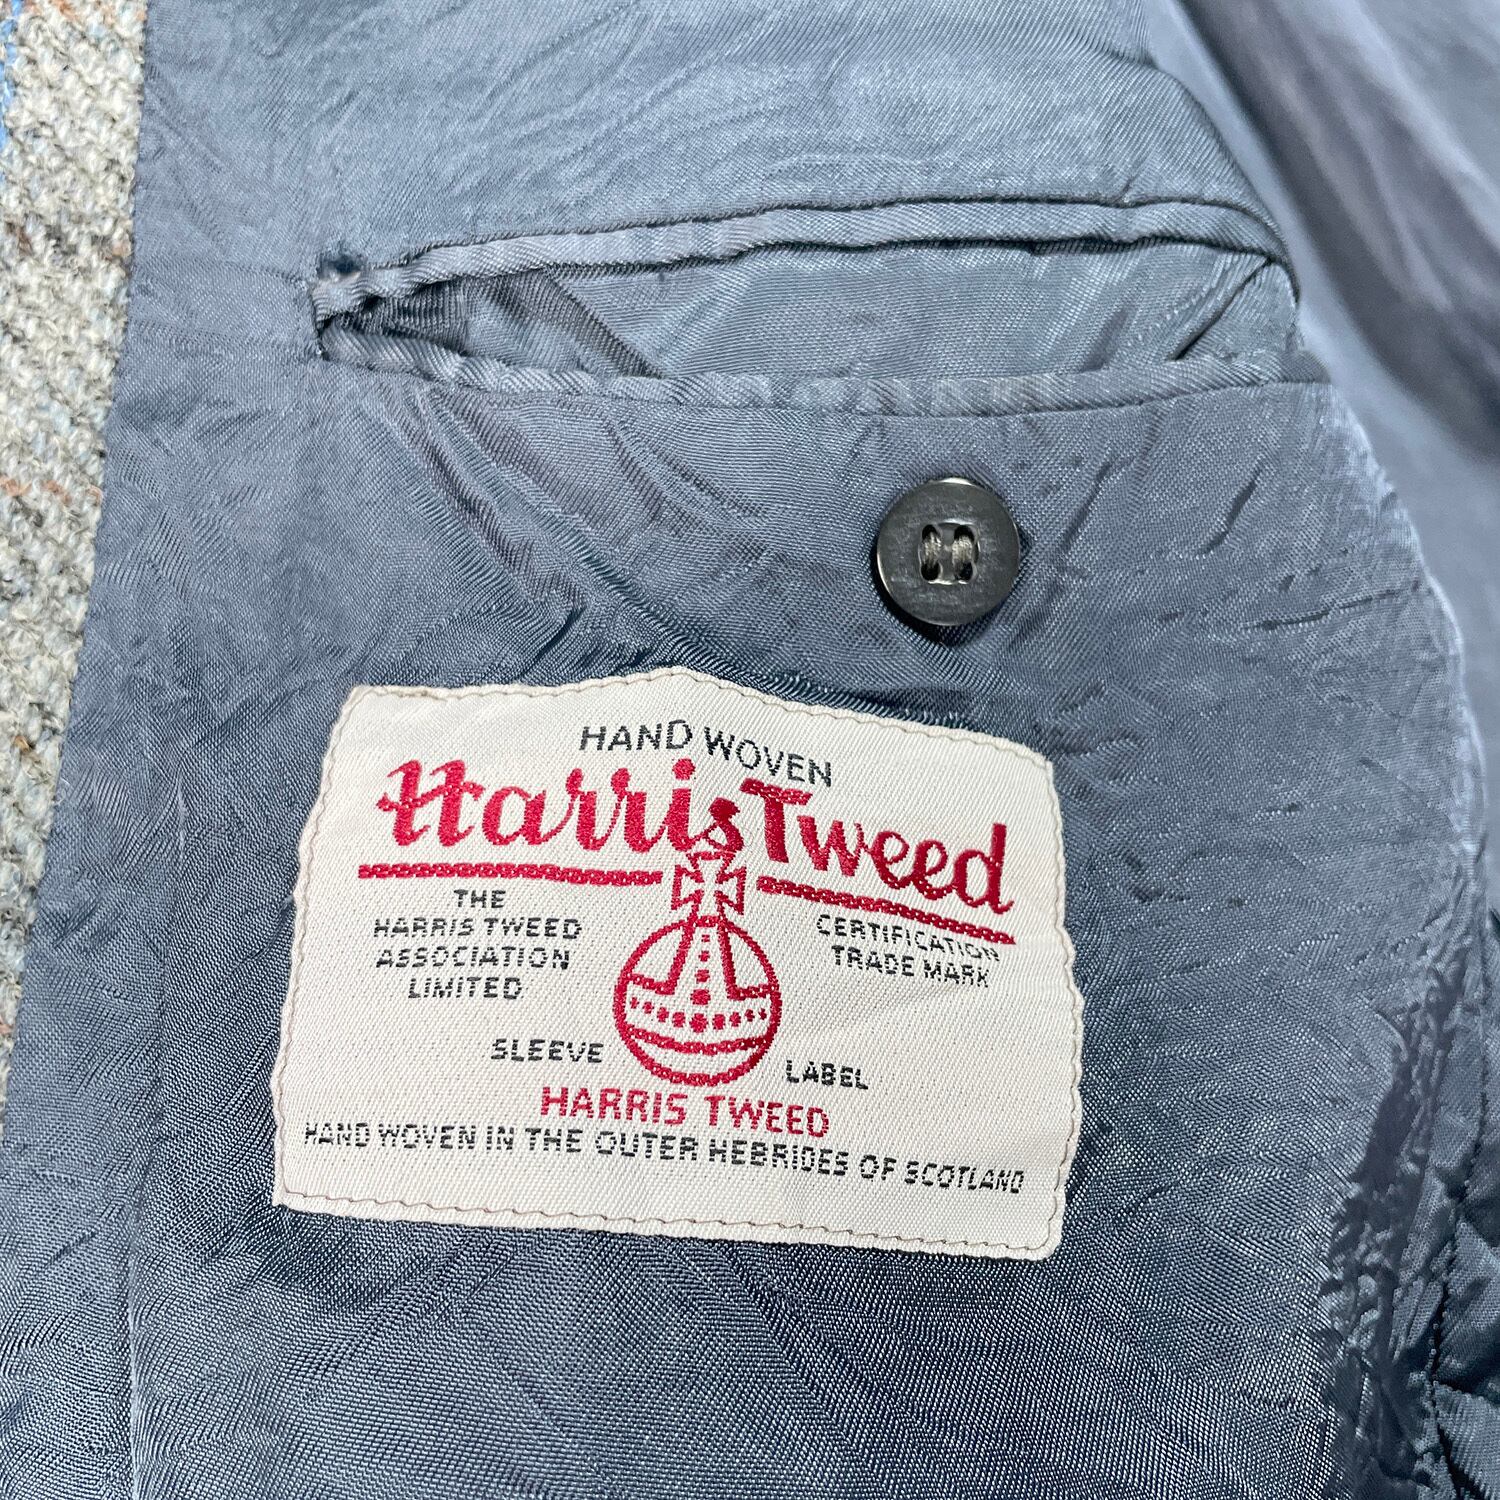 HAND WOVEN
Harris Tweed
THE
HARRIS TWEED
ASSOCIATION
LIMITED
CERTIFICATION
TRADE MARK
SLEEVE LABEL
HARRIS TWEED
HAND WOVEN IN THE OUTER HEBRIDES OF SCOTLAND